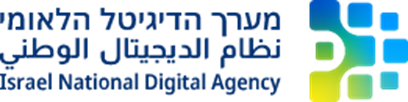 מערך הדיגיטל הלאומי
نظام الديجيتال الوطني
Israel National Digital Agency